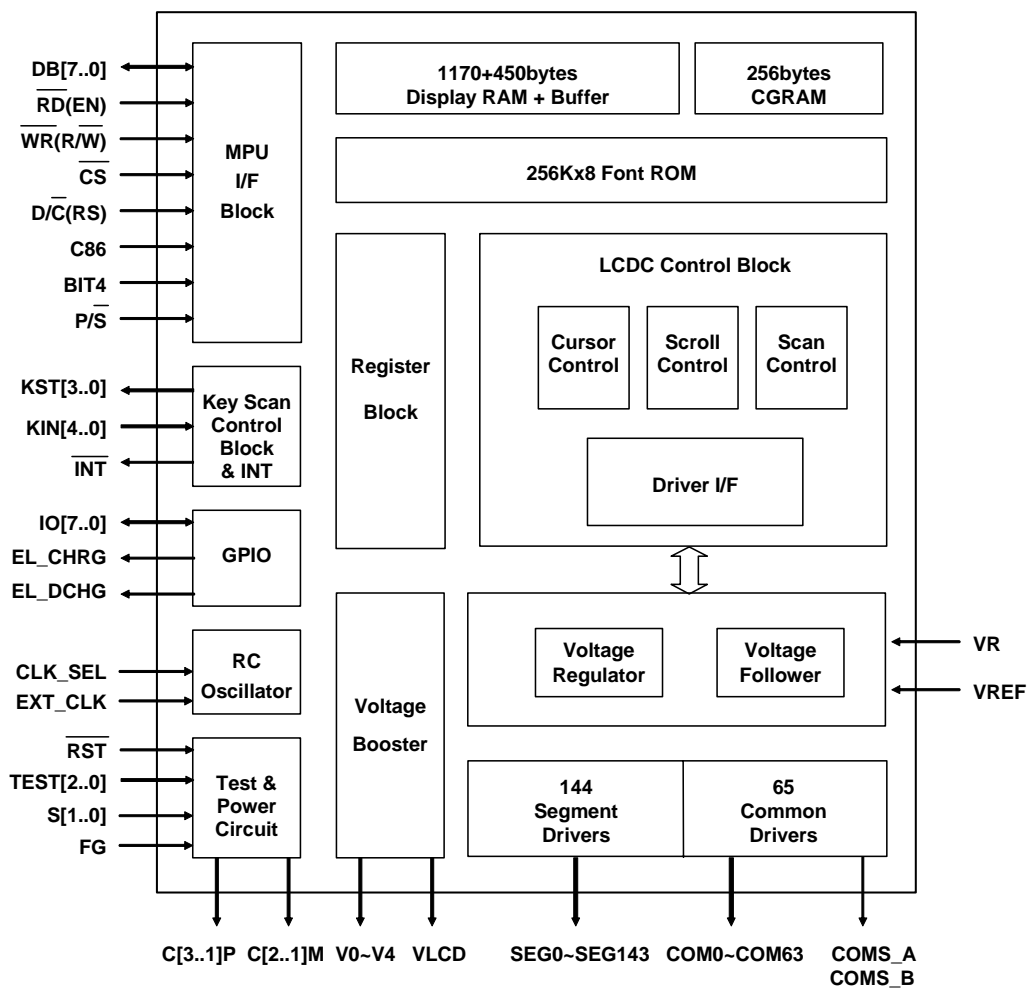 DB[7..0]
RD(EN)
WR(R/W)
CS
D/C(RS)
C86
BIT4
P/S
MPU
I/F
Block
1170+450bytes
Display RAM + Buffer
256bytes
CGRAM
256Kx8 Font ROM
KST[3..0]
KIN[4..0]
INT
Key Scan
Control
Block
& INT
Register
Block
LCDC Control Block
Cursor
Control
Scroll
Control
Scan
Control
Driver I/F
IO[7..0]
EL_CHRG
EL_DCHG
GPIO
CLK_SEL
EXT_CLK
RC
Oscillator
Voltage
Booster
Voltage
Regulator
Voltage
Follower
VR
VREF
RST
TEST[2..0]
S[1..0]
FG
Test &
Power
Circuit
144
Segment
Drivers
65
Common
Drivers
C[3..1]P
C[2..1]M
V0~V4
VLCD
SEG0~SEG143
COM0~COM63
COMS_A
COMS_B